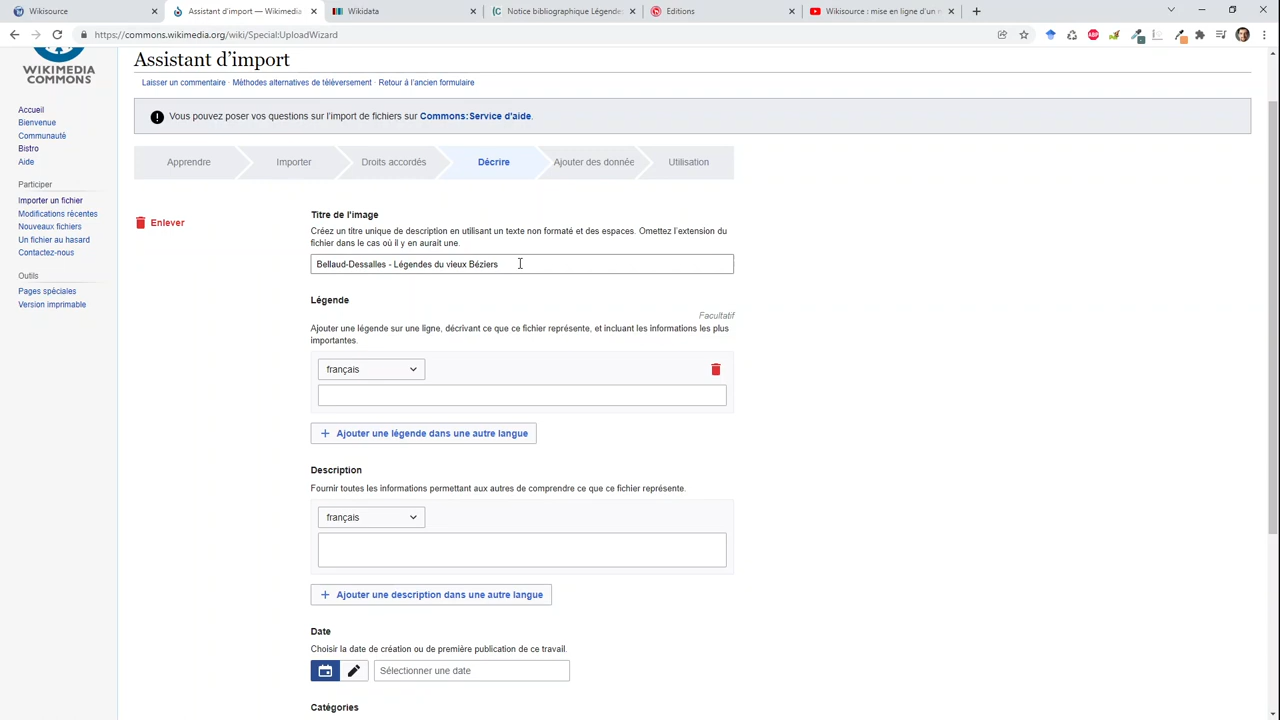 Wikisource
Assistant d'import — Wikimedia
Wikidata
Notice bibliographique Légende
Editions
Wikisource : mise en ligne d'un r
https://commons.wikimedia.org/wiki/Special:UploadWizard
WIKIMEDIA
COMMONS
Accueil
Bienvenue
Communauté
Bistro
Aide
Participer
Importer un fichier
Modifications récentes
Nouveaux fichiers
Un fichier au hasard
Contactez-nous
Outils
Pages spéciales
Version imprimable
Assistant d'import
Laisser un commentaire · Méthodes alternatives de téléversement · Retour à l'ancien formulaire
Vous pouvez poser vos questions sur l'import de fichiers sur Commons:Service d'aide.
Apprendre
Importer
Droits accordés
Décrire
Ajouter des donnée
Utilisation
Enlever
Titre de l'image
Créez un titre unique de description en utilisant un texte non formaté et des espaces. Omettez l'extension du
fichier dans le cas où il y en aurait une.
Bellaud-Dessalles - Légendes du vieux Béziers
Légende
Facultatif
Ajouter une légende sur une ligne, décrivant ce que ce fichier représente, et incluant les informations les plus
importantes.
français
+ Ajouter une légende dans une autre langue
Description
Fournir toutes les informations permettant aux autres de comprendre ce que ce fichier représente.
français
+ Ajouter une description dans une autre langue
Date
Choisir la date de création ou de première publication de ce travail.
Sélectionner une date
Catégories